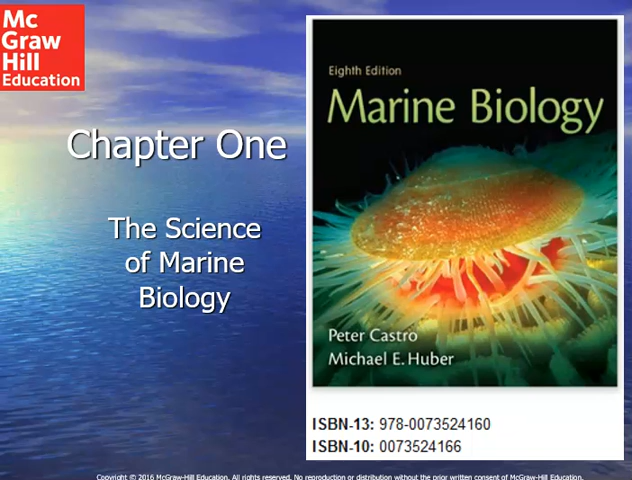 Mc
Graw
Hill
Education
Chapter One
The Science
of Marine
Biology
Eighth Edition
Marine Biology
Peter Castro
Michael E. Huber
ISBN-13: 978-0073524160
ISBN-10: 0073524166
Copyright © 2016 McGraw-Hill Education. All rights reserved. No reproduction or distribution without the prior written consent of McGraw-Hill Education.